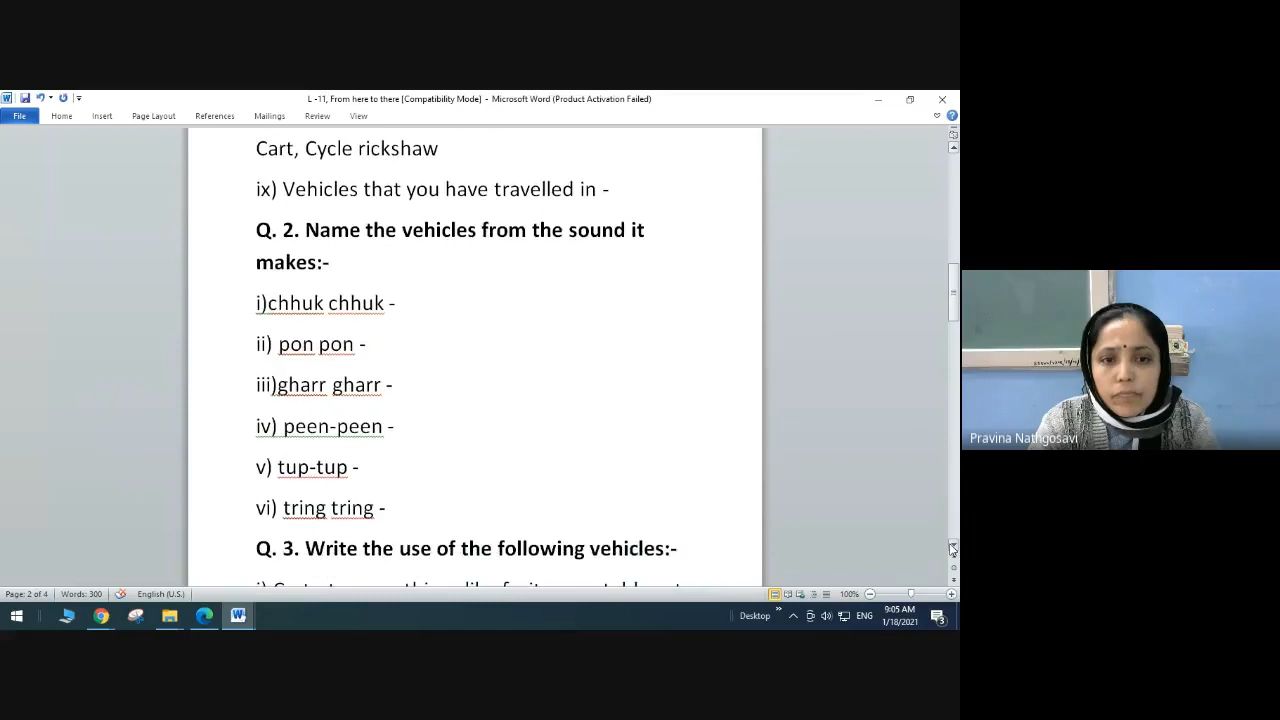 L -11, From here to there [Compatibility Mode] - Microsoft Word (Product Activation Failed)
File Home Insert Page Layout References Mailings Review View
Cart, Cycle rickshaw
ix) Vehicles that you have travelled in -
Q. 2. Name the vehicles from the sound it
makes:-
i)chhuk chhuk -
ii) pon pon -
iii)gharr gharr -
iv) peen-peen -
v) tup-tup -
vi) tring tring -
Q. 3. Write the use of the following vehicles:-
Pravina Nathgosavi
Page: 2 of 4 Words: 300 English (U.S.) 100%
Desktop ENG 9:05 AM
1/18/2021 3